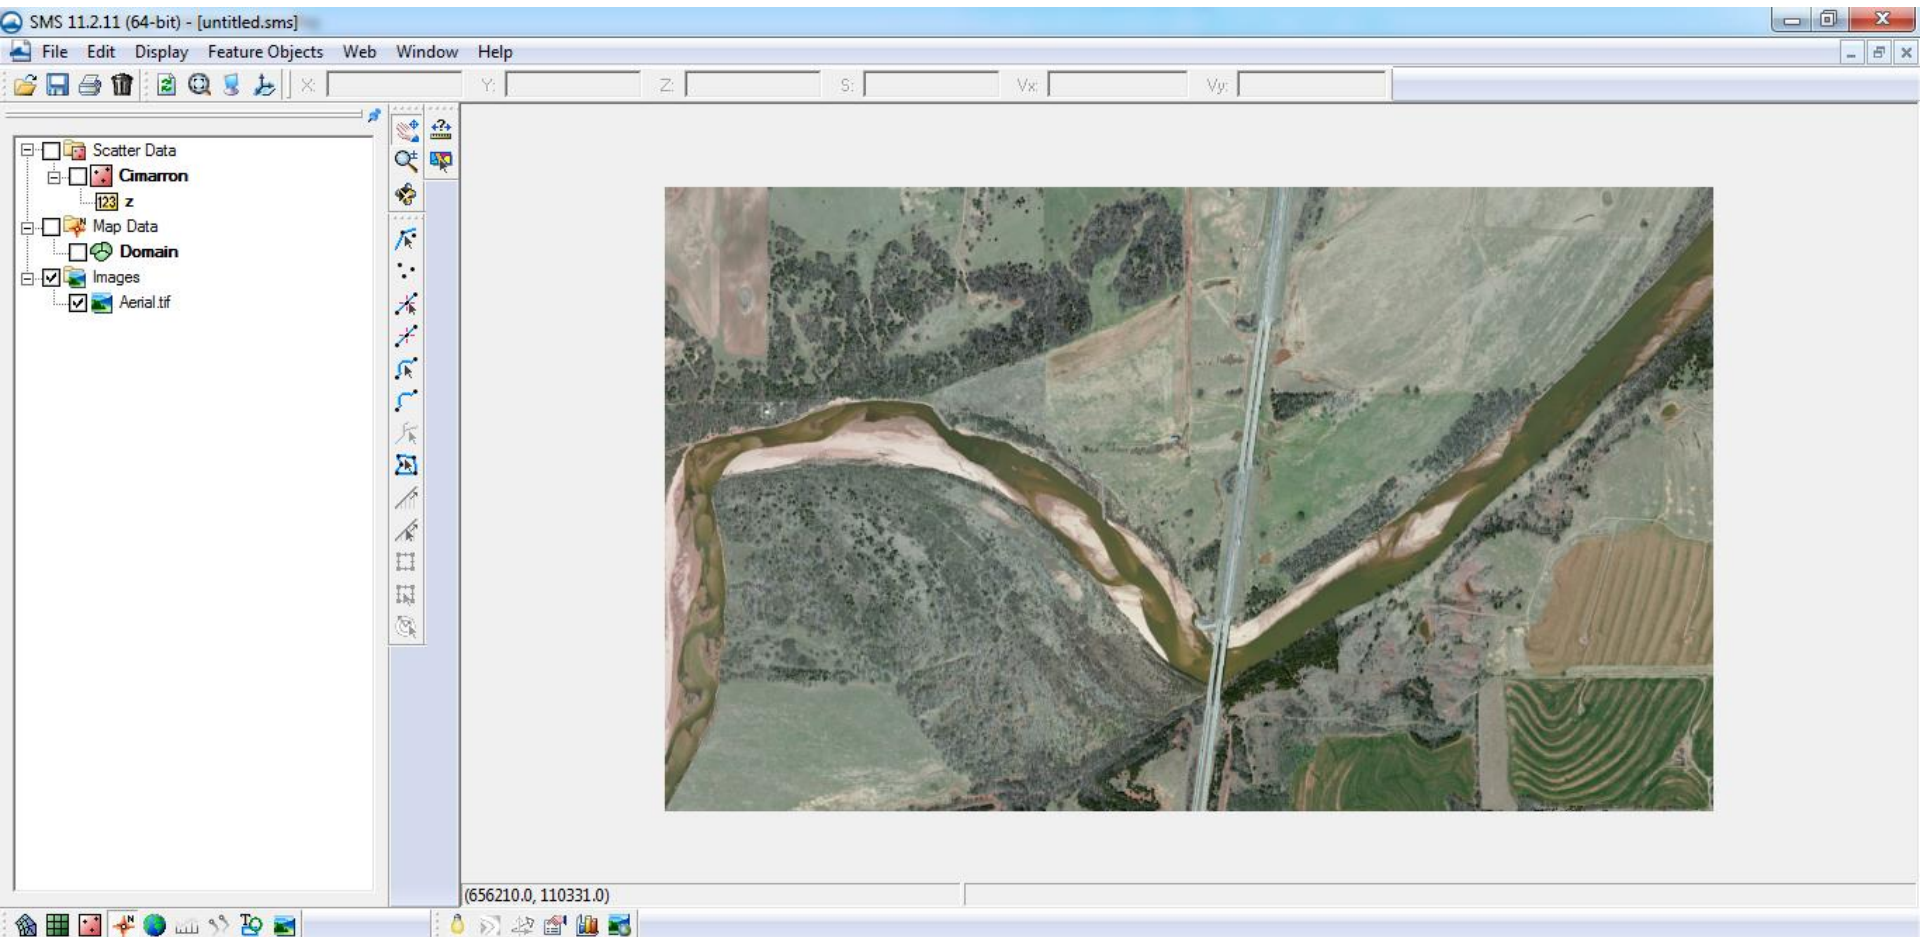 SMS 11.2.11 (64-bit) - [untitled.sms]
File Edit Display Feature Objects Web Window Help
X: Y: Z: S: Vx: Vy:
Scatter Data
Cimarron
123 z
Map Data
Domain
Images
Aerial.tif
(656210.0, 110331.0)